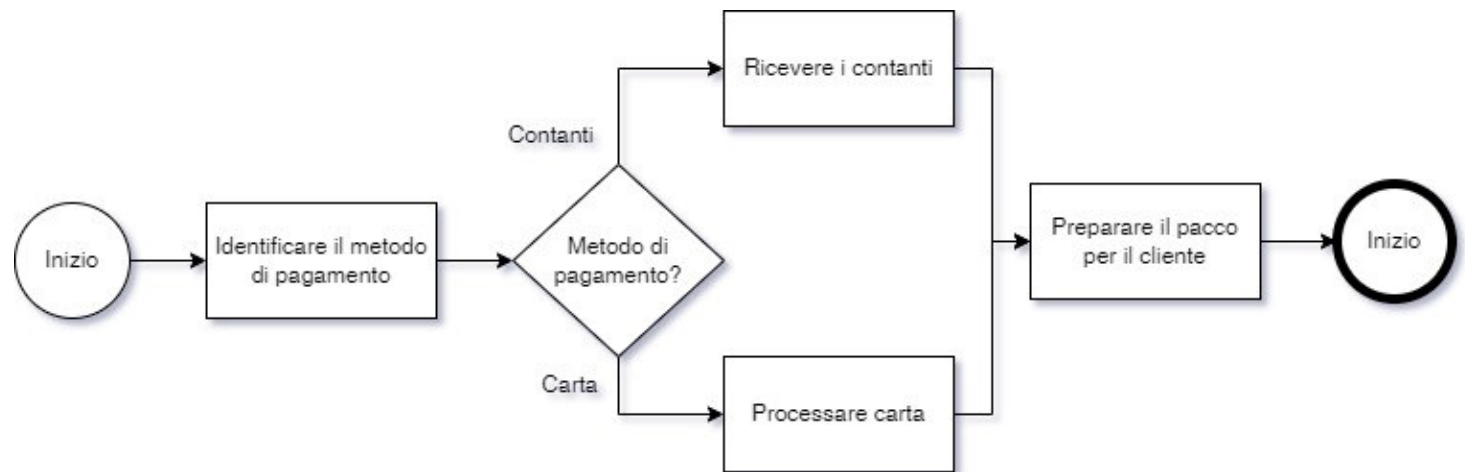 Inizio
Identificare il metodo
di pagamento
Metodo di
pagamento?
Contanti
Ricevere i contanti
Carta
Processare carta
Preparare il pacco
per il cliente
Inizio